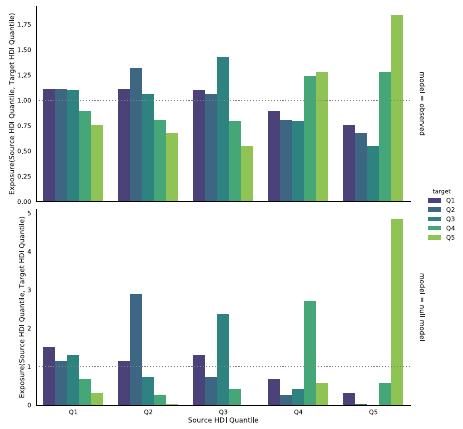 Exposure(Source HDI Quantile, Target HDI Quantile)
1.75
1.50
1.25
1.00
0.75
0.50
0.25
0.00
model = observed
target
Q1
Q2
Q3
Q4
Q5
Exposure(Source HDI Quantile, Target HDI Quantile)
5
4
3
2
1
0
model = null model
Q1 Q2 Q3 Q4 Q5
Source HDI Quantile